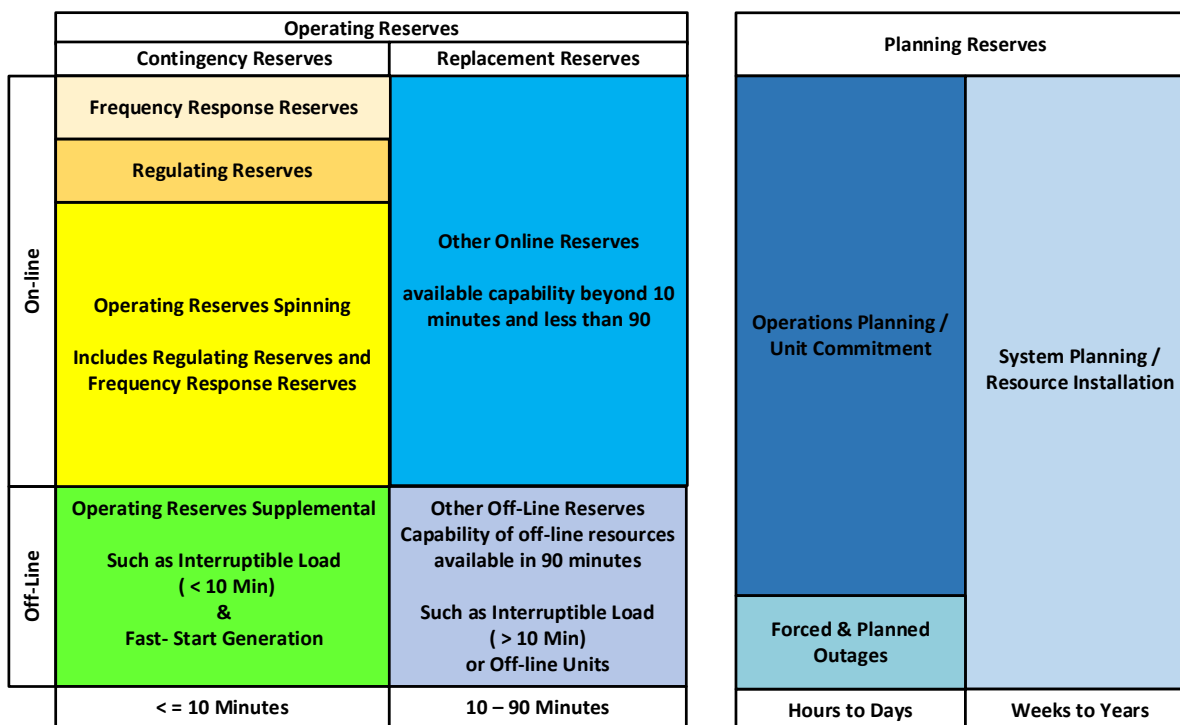 Operating Reserves
Contingency Reserves
Replacement Reserves
On-line
Frequency Response Reserves
Regulating Reserves
Operating Reserves Spinning
Includes Regulating Reserves and
Frequency Response Reserves
Other Online Reserves
available capability beyond 10
minutes and less than 90
Off-Line
Operating Reserves Supplemental
Such as Interruptible Load
( < 10 Min)
&
Fast- Start Generation
Other Off-Line Reserves
Capability of off-line resources
available in 90 minutes
Such as Interruptible Load
( > 10 Min)
or Off-line Units
< = 10 Minutes
10 – 90 Minutes
Planning Reserves
Operations Planning /
Unit Commitment
System Planning /
Resource Installation
Forced & Planned
Outages
Hours to Days
Weeks to Years